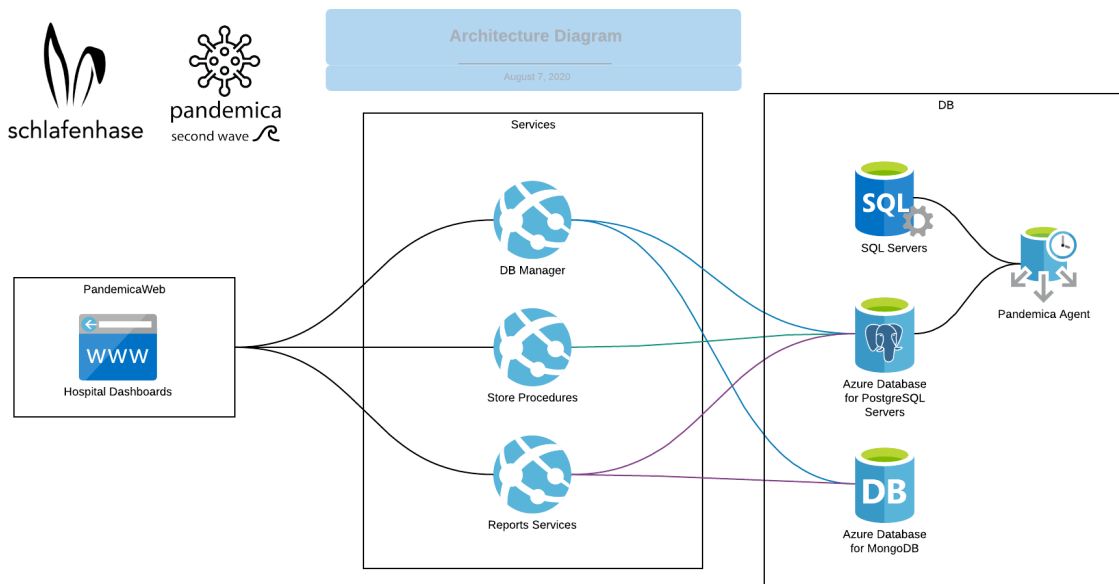 schlafenhase
pandemica
second wave
Architecture Diagram
August 7, 2020
PandemicaWeb
WWW
Hospital Dashboards
Services
DB Manager
Store Procedures
Reports Services
DB
SQL
SQL Servers
Azure Database
for PostgreSQL
Servers
DB
Azure Database
for MongoDB
Pandemica Agent